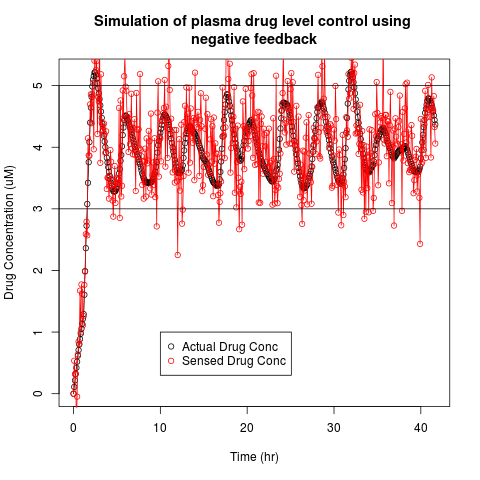 Simulation of plasma drug level control using
negative feedback
Drug Concentration (uM)
5
4
3
2
1
0
Actual Drug Conc
Sensed Drug Conc
0 10 20 30 40
Time (hr)